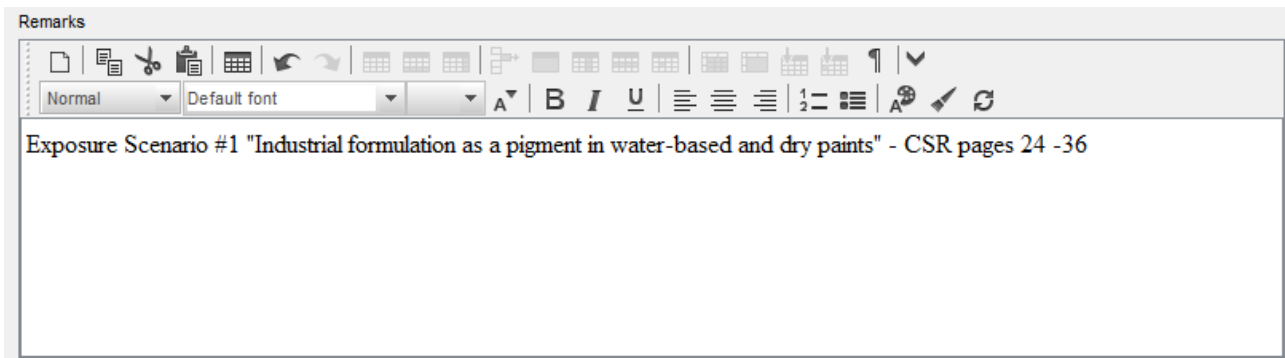 Remarks
Normal
Default font
Exposure Scenario #1 "Industrial formulation as a pigment in water-based and dry paints" - CSR pages 24 -36